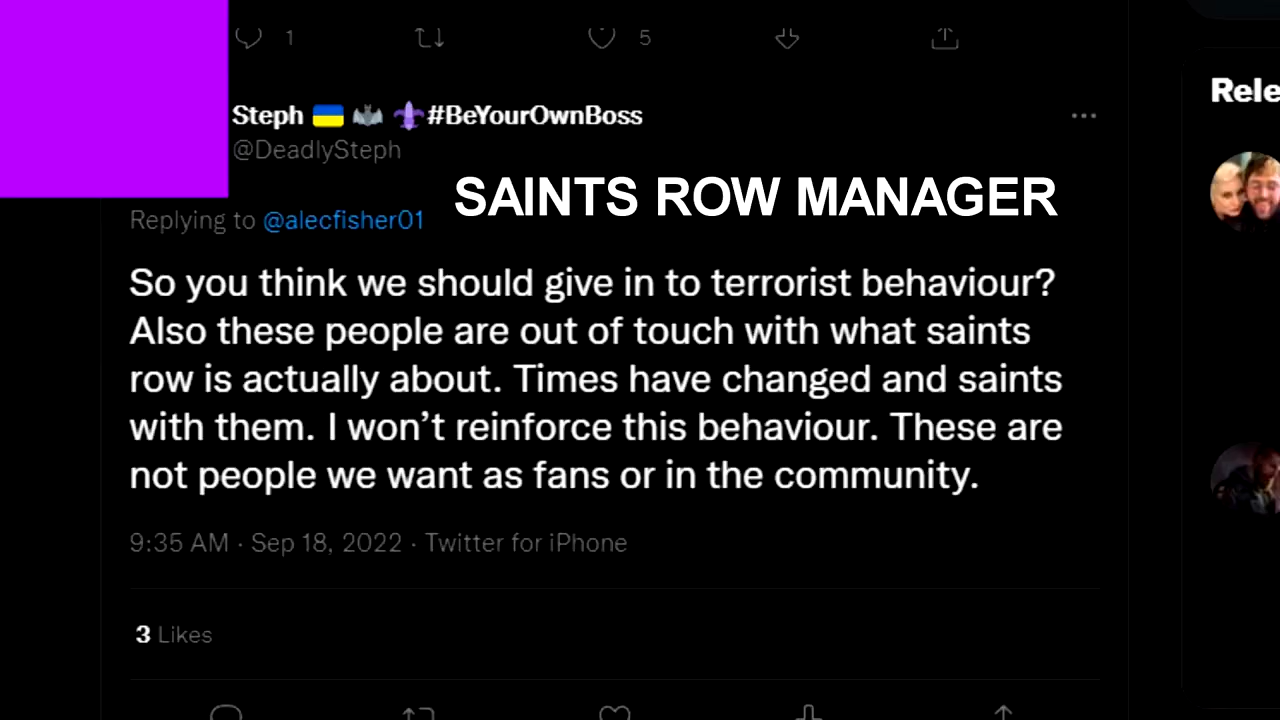 1 5
Steph 🇺🇦 🦇 ⚜#BeYourOwnBoss
@DeadlySteph
SAINTS ROW MANAGER
Replying to @alecfisher01
So you think we should give in to terrorist behaviour?
Also these people are out of touch with what saints
row is actually about. Times have changed and saints
with them. I won’t reinforce this behaviour. These are
not people we want as fans or in the community.
9:35 AM · Sep 18, 2022 · Twitter for iPhone
3 Likes
Rele